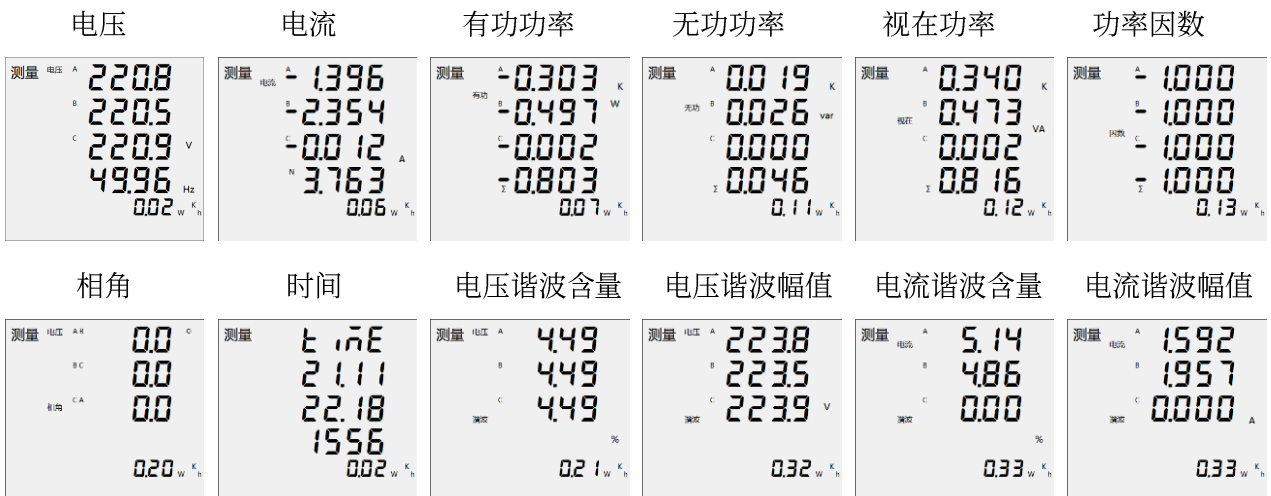 电压
测量 电压 A 220.8
B 220.5
C 220.9 V
49.96 Hz
0.02 W K h
电流
测量 电流 A -1.396
B -2.354
C -0.012 A
N 3.763
0.06 W K h
有功功率
测量 有功 A -0.303 K
B -0.497 W
C -0.002
Σ -0.803
0.07 W K h
无功功率
测量 无功 A 0.019 K
B 0.026 var
C 0.000
Σ 0.046
0.11 W K h
视在功率
测量 视在 A 0.340 K
B 0.473 VA
C 0.002
Σ 0.816
0.12 W K h
功率因数
测量 因数 A -1.000
B -1.000
C -1.000
Σ -1.000
0.13 W K h
相角
测量 电压 A B 0.0 °
B C 0.0
相角 C A 0.0
0.20 W K h
时间
测量 timE
21.11
22.18
1556
0.02 W K h
电压谐波含量
测量 电压 A 4.49
B 4.49
谐波 C 4.49
%
0.21 W K h
电压谐波幅值
测量 电压 A 223.8
B 223.5
谐波 C 223.9 V
0.32 W K h
电流谐波含量
测量 电流 A 5.14
B 4.86
谐波 C 0.00
%
0.33 W K h
电流谐波幅值
测量 电流 A 1.592
B 1.957
谐波 C 0.000 A
0.33 W K h